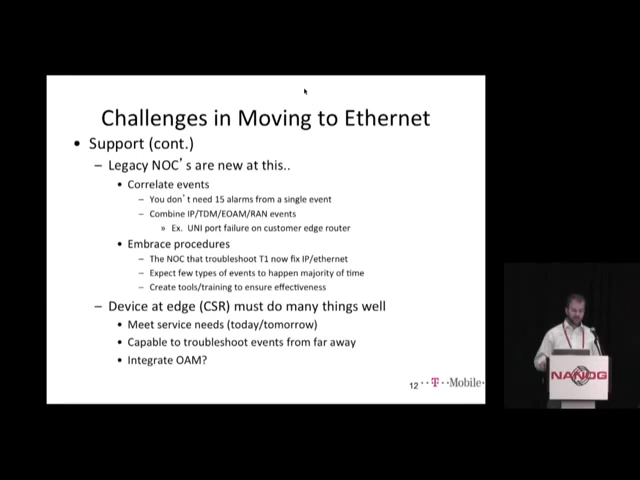 Challenges in Moving to Ethernet
• Support (cont.)
– Legacy NOC's are new at this..
• Correlate events
– You don't need 15 alarms from a single event
– Combine IP/TDM/EOAM/RAN events
» Ex. UNI port failure on customer edge router
• Embrace procedures
– The NOC that troubleshoot T1 now fix IP/ethernet
– Expect few types of events to happen majority of time
– Create tools/training to ensure effectiveness
– Device at edge (CSR) must do many things well
• Meet service needs (today/tomorrow)
• Capable to troubleshoot events from far away
• Integrate OAM?
12 ··T··Mobile·
NANOG